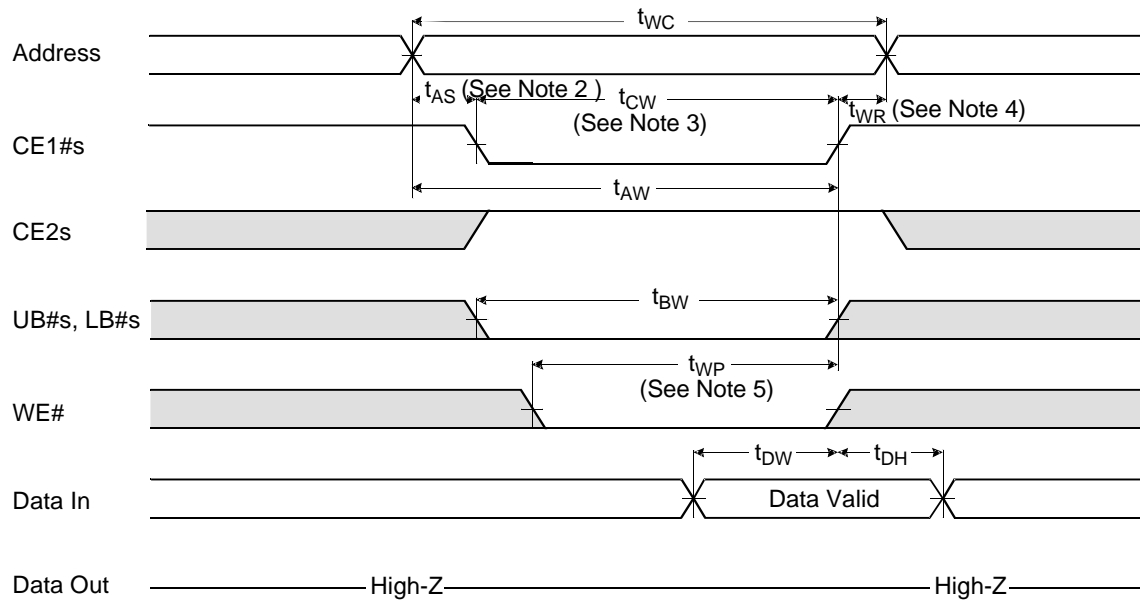 tWC
Address
tAS (See Note 2 )
tCW
(See Note 3)
tWR (See Note 4)
CE1#s
tAW
CE2s
tBW
UB#s, LB#s
tWP
(See Note 5)
WE#
tDW
tDH
Data In
Data Valid
Data Out
High-Z
High-Z